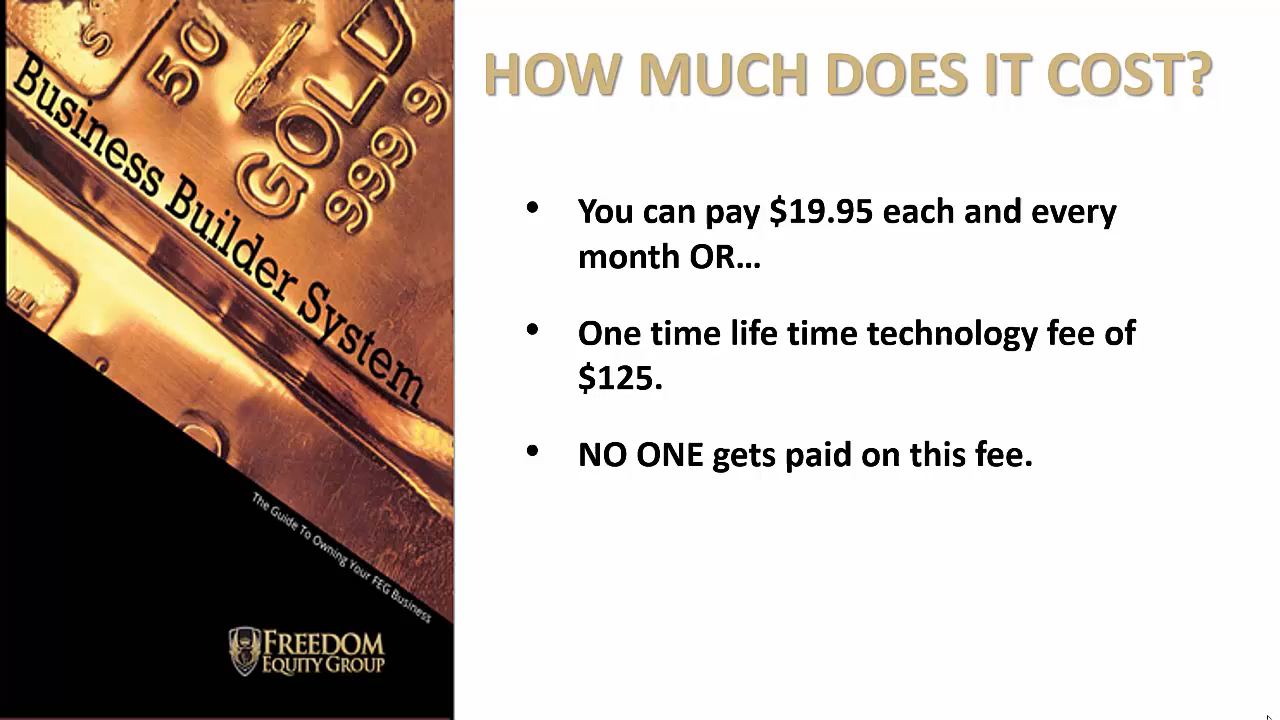 HOW MUCH DOES IT COST?
• You can pay $19.95 each and every
month OR...
• One time life time technology fee of
$125.
• NO ONE gets paid on this fee.
50
GOLD
999 9
Business Builder System
The Guide To Owning Your FEG Business
FREEDOM
EQUITY GROUP